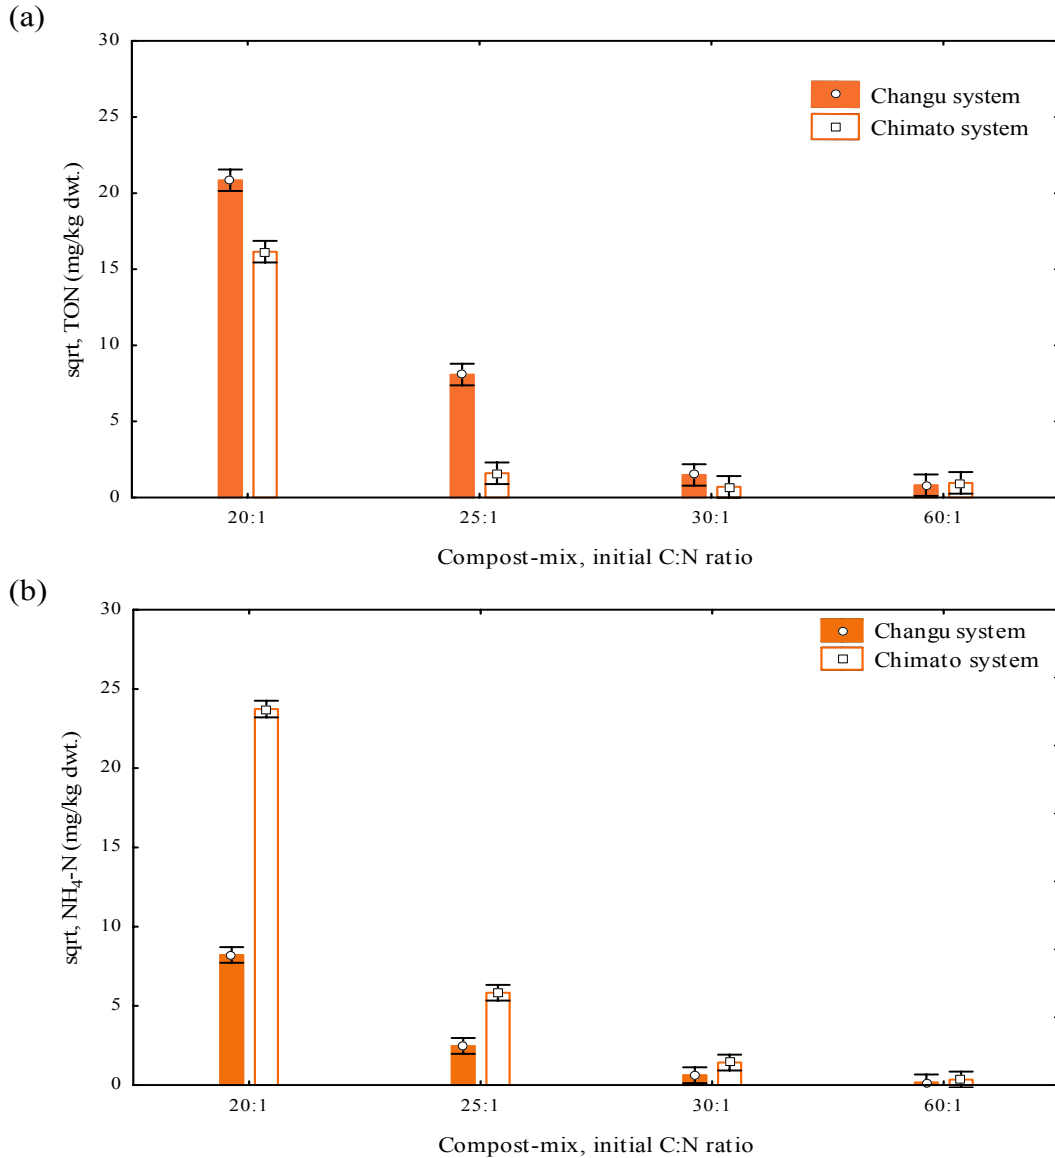 (a)
30
25
20
15
10
5
0
sqrt, TON (mg/kg dwt.)
Changu system
Chimato system
20:1 25:1 30:1 60:1
Compost-mix, initial C:N ratio
(b)
30
25
20
15
10
5
0
sqrt, NH₄-N (mg/kg dwt.)
Changu system
Chimato system
20:1 25:1 30:1 60:1
Compost-mix, initial C:N ratio